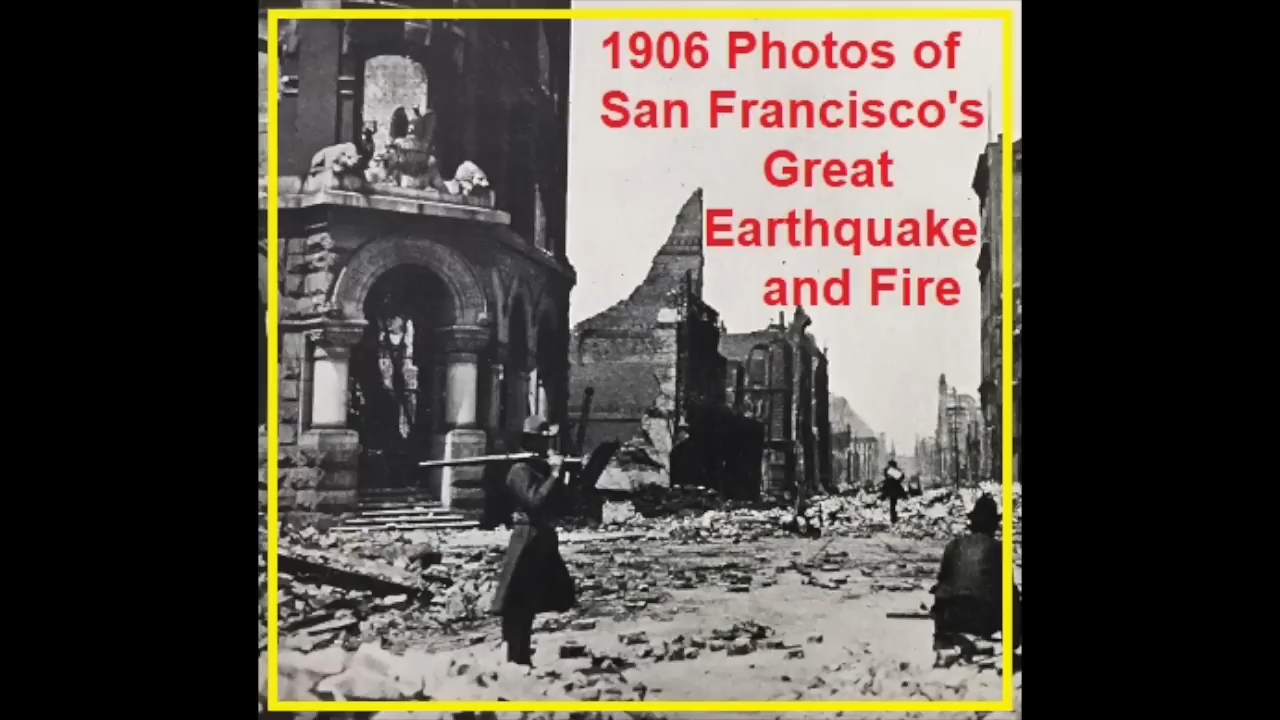 1906 Photos of
San Francisco's
Great
Earthquake
and Fire